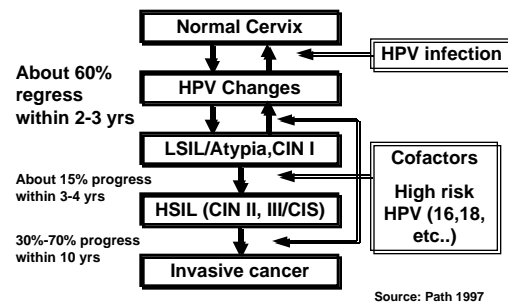 Normal Cervix
HPV infection
About 60%
regress
within 2-3 yrs
HPV Changes
LSIL/Atypia,CIN I
Cofactors
High risk
HPV (16,18,
etc..)
About 15% progress
within 3-4 yrs
HSIL (CIN II, III/CIS)
30%-70% progress
within 10 yrs
Invasive cancer
Source: Path 1997